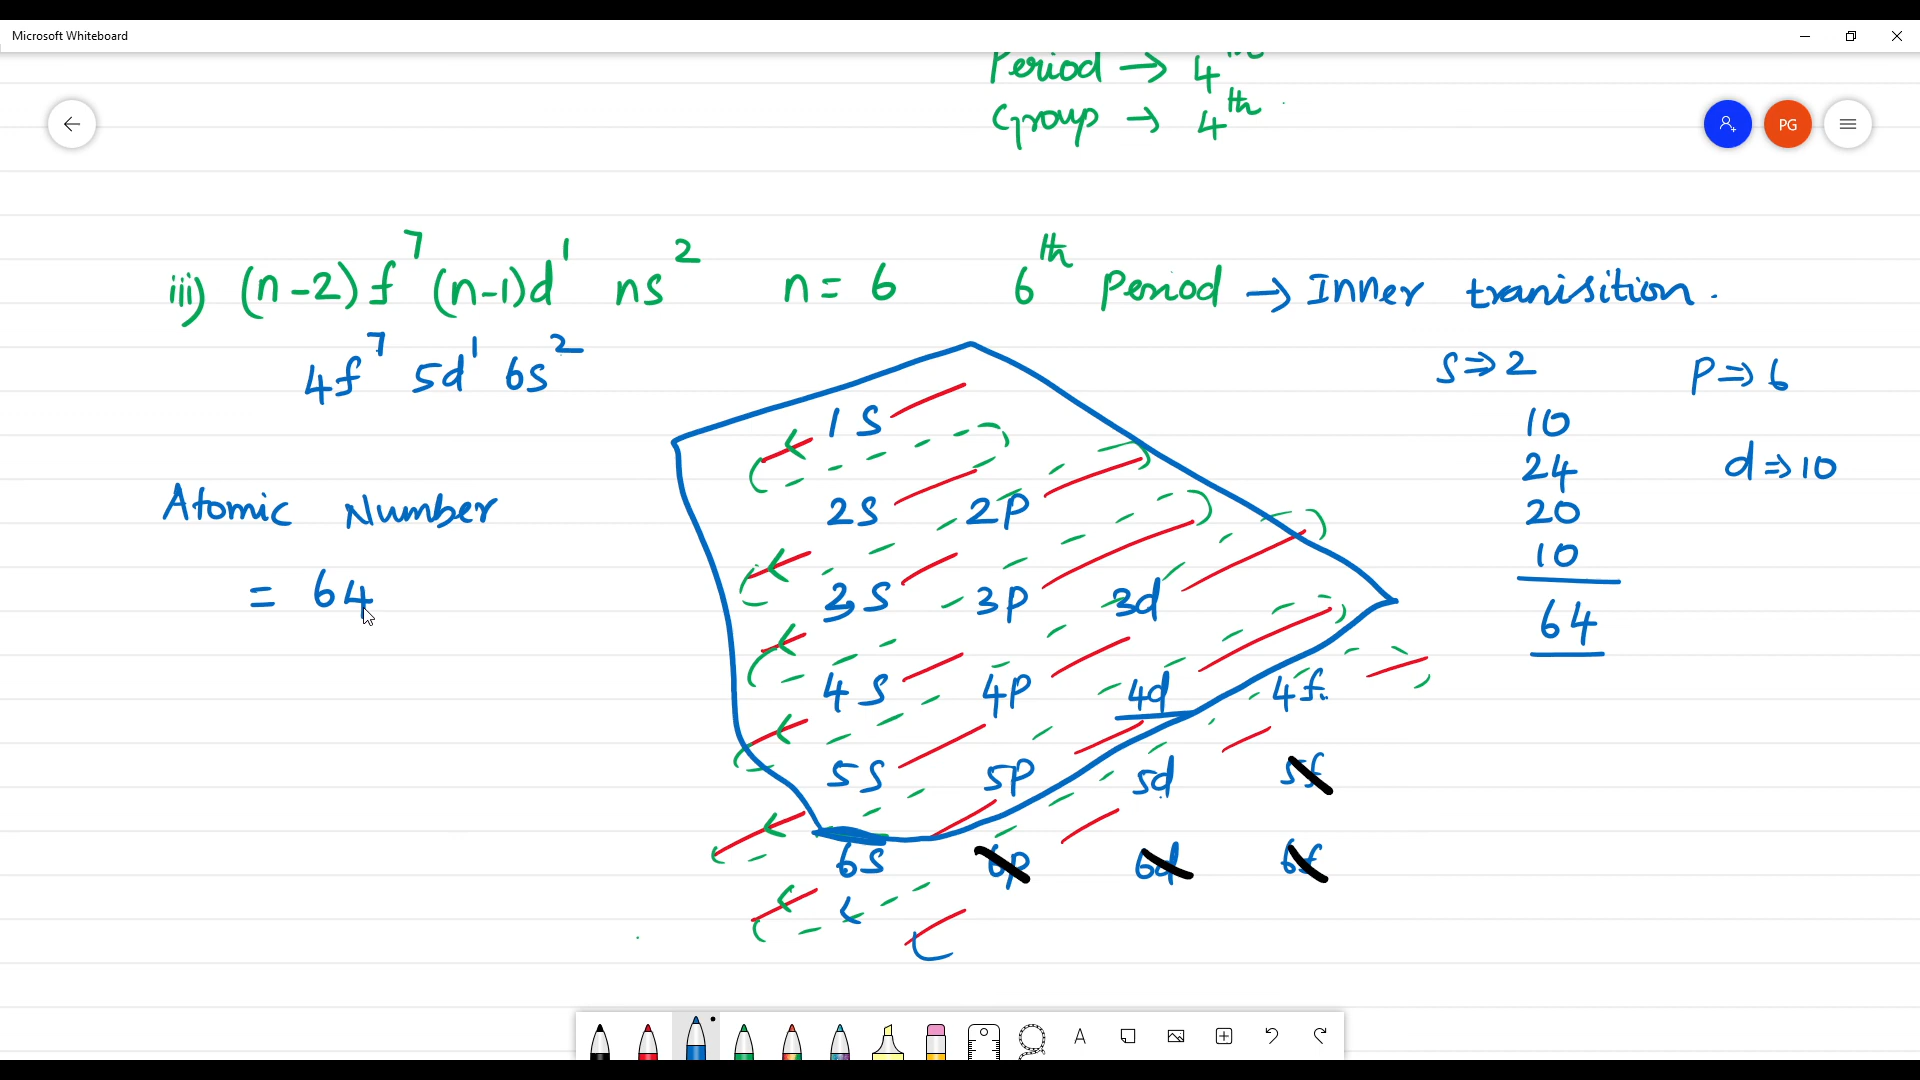 Microsoft Whiteboard
Period → 4th
Group → 4th
PG
iii) (n-2)f⁷ (n-1)d¹ ns² n = 6 6th Period → Inner tranisition.
4f⁷ 5d¹ 6s²
S ⇒ 2 P ⇒ 6
1S 10
24 d ⇒ 10
Atomic Number 2S 2P 20
10
= 64 3S 3P 3d 64
4S 4P 4d 4f.
5S 5P 5d 5f
6S 6p 6d 6f
A